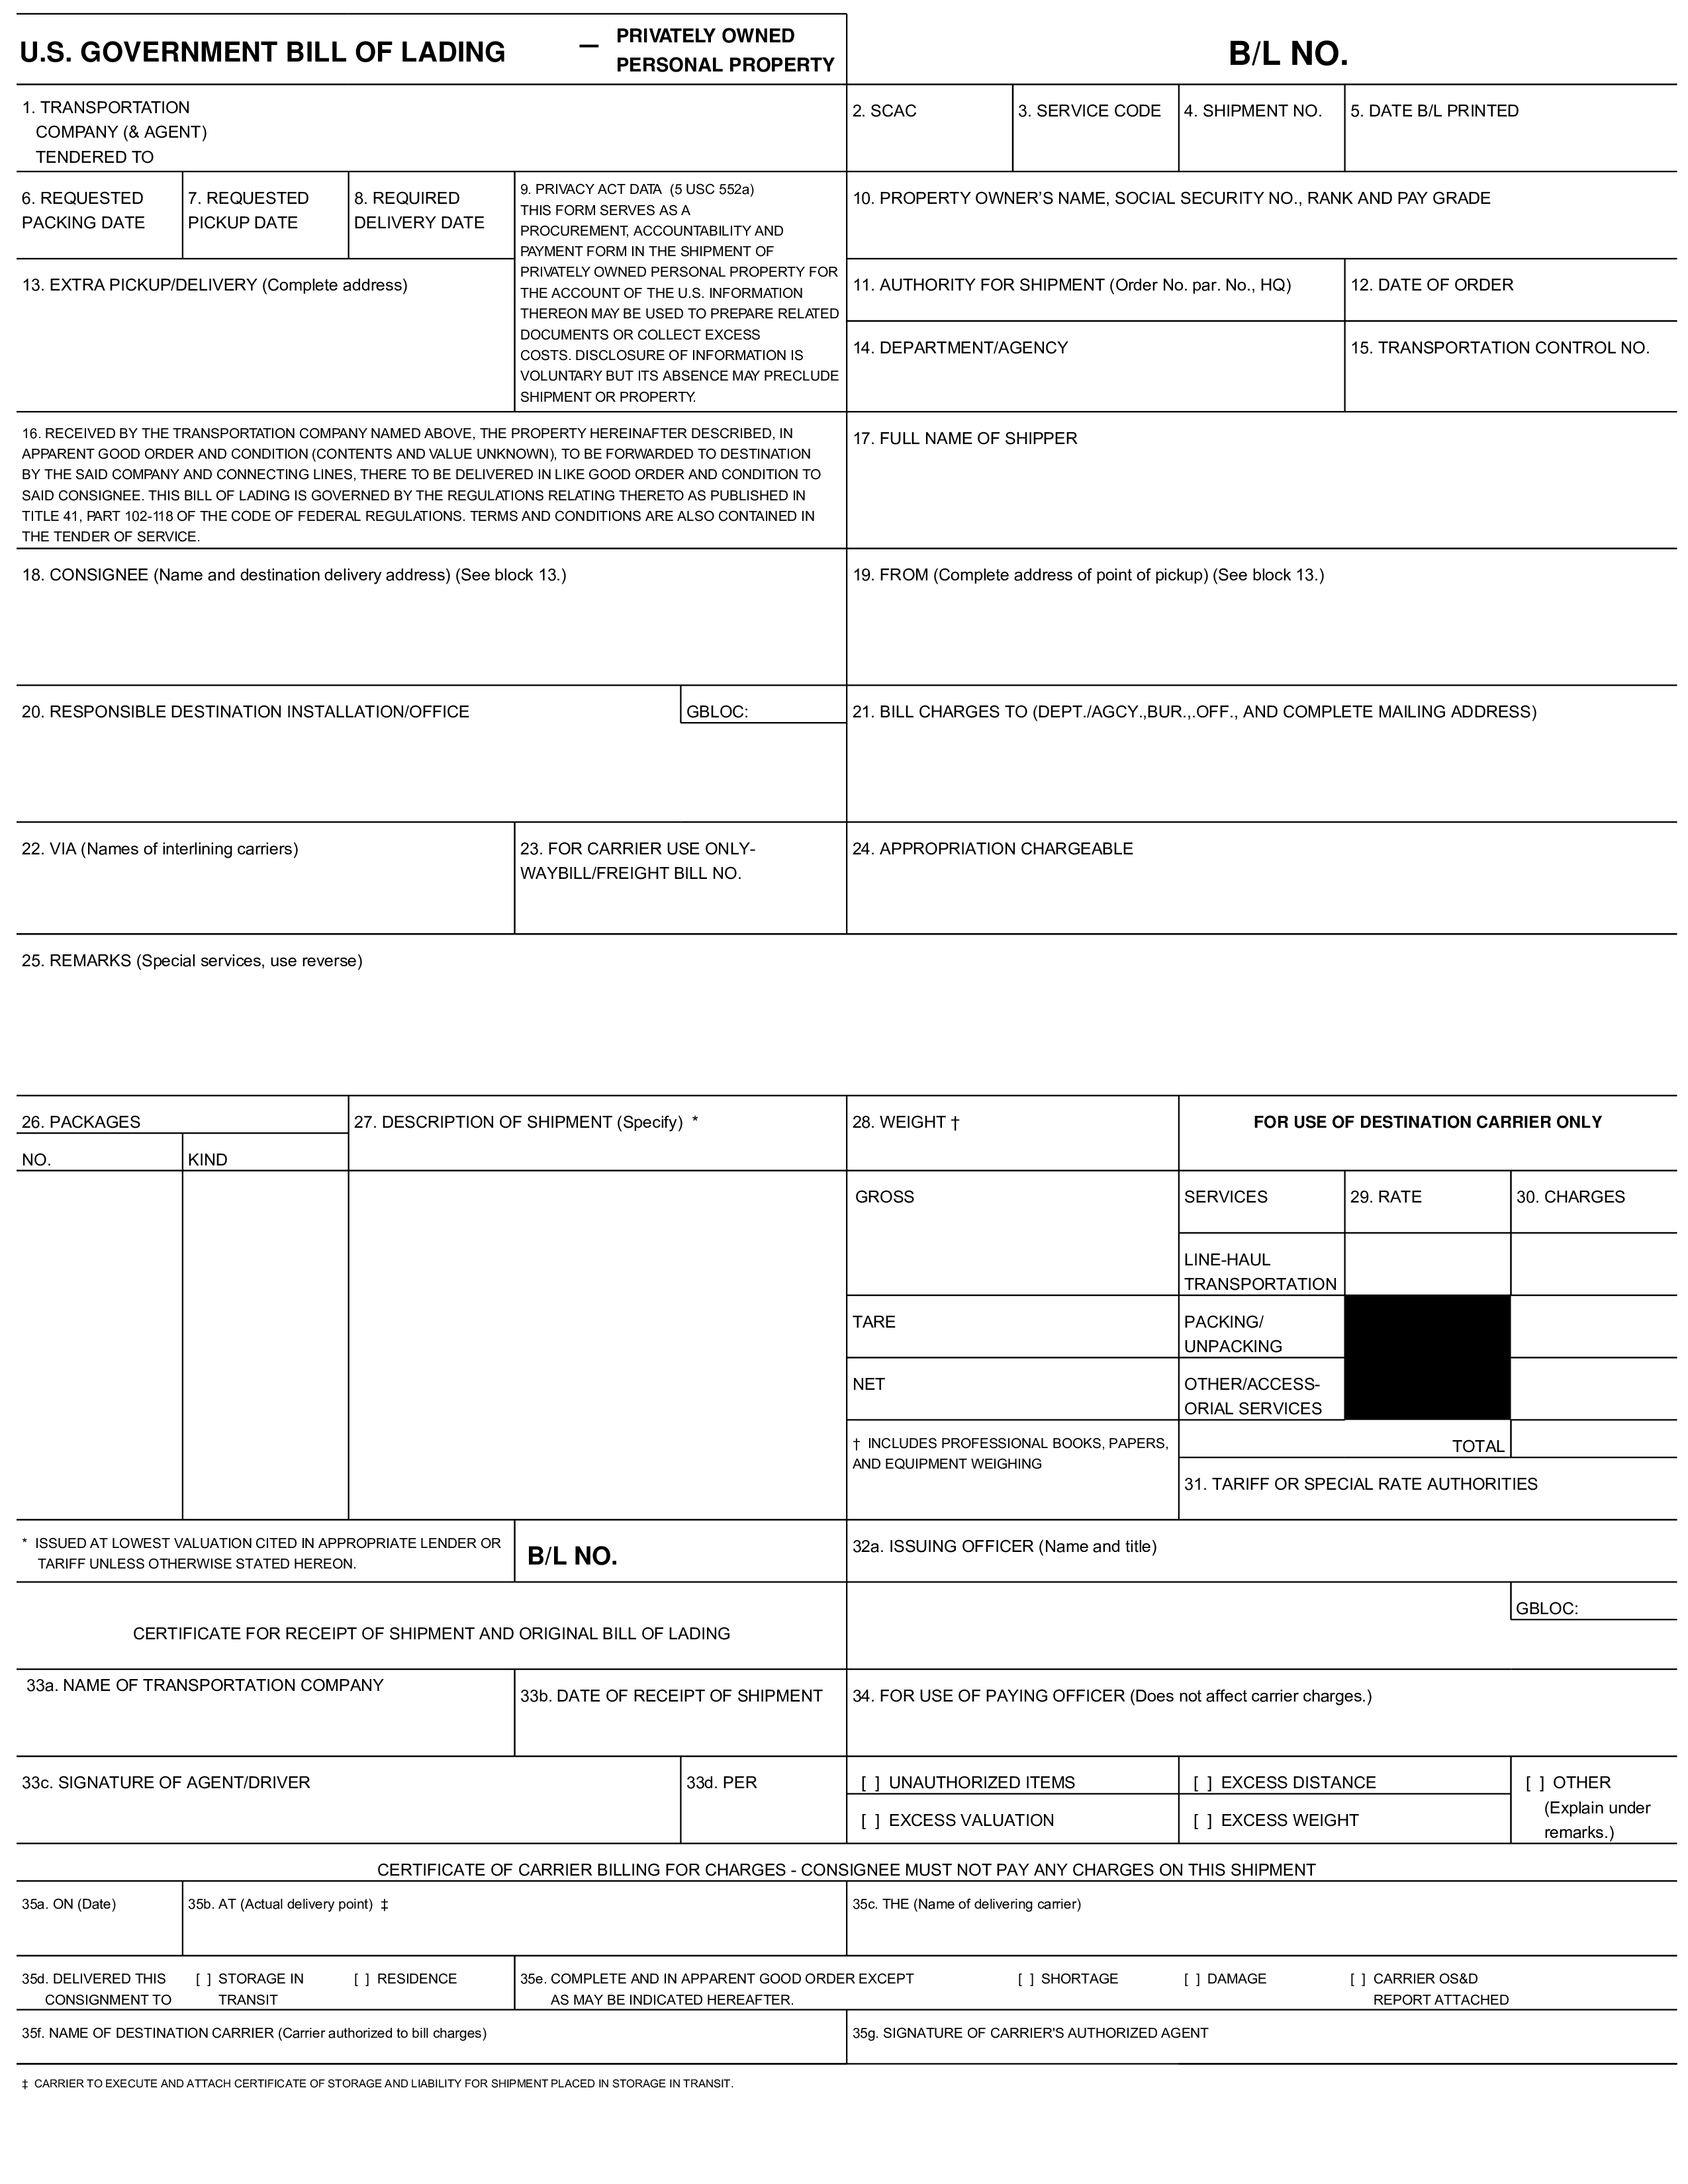 U.S. GOVERNMENT BILL OF LADING
—
PRIVATELY OWNED
PERSONAL PROPERTY
B/L NO.
1. TRANSPORTATION
COMPANY (& AGENT)
TENDERED TO
2. SCAC
3. SERVICE CODE
4. SHIPMENT NO.
5. DATE B/L PRINTED
6. REQUESTED
PACKING DATE
7. REQUESTED
PICKUP DATE
8. REQUIRED
DELIVERY DATE
9. PRIVACY ACT DATA (5 USC 552a)
THIS FORM SERVES AS A
PROCUREMENT, ACCOUNTABILITY AND
PAYMENT FORM IN THE SHIPMENT OF
PRIVATELY OWNED PERSONAL PROPERTY FOR
THE ACCOUNT OF THE U.S. INFORMATION
THEREON MAY BE USED TO PREPARE RELATED
DOCUMENTS OR COLLECT EXCESS
COSTS. DISCLOSURE OF INFORMATION IS
VOLUNTARY BUT ITS ABSENCE MAY PRECLUDE
SHIPMENT OR PROPERTY.
10. PROPERTY OWNER'S NAME, SOCIAL SECURITY NO., RANK AND PAY GRADE
13. EXTRA PICKUP/DELIVERY (Complete address)
11. AUTHORITY FOR SHIPMENT (Order No. par. No., HQ)
12. DATE OF ORDER
14. DEPARTMENT/AGENCY
15. TRANSPORTATION CONTROL NO.
16. RECEIVED BY THE TRANSPORTATION COMPANY NAMED ABOVE, THE PROPERTY HEREINAFTER DESCRIBED, IN
APPARENT GOOD ORDER AND CONDITION (CONTENTS AND VALUE UNKNOWN), TO BE FORWARDED TO DESTINATION
BY THE SAID COMPANY AND CONNECTING LINES, THERE TO BE DELIVERED IN LIKE GOOD ORDER AND CONDITION TO
SAID CONSIGNEE. THIS BILL OF LADING IS GOVERNED BY THE REGULATIONS RELATING THERETO AS PUBLISHED IN
TITLE 41, PART 102-118 OF THE CODE OF FEDERAL REGULATIONS. TERMS AND CONDITIONS ARE ALSO CONTAINED IN
THE TENDER OF SERVICE.
17. FULL NAME OF SHIPPER
18. CONSIGNEE (Name and destination delivery address) (See block 13.)
19. FROM (Complete address of point of pickup) (See block 13.)
20. RESPONSIBLE DESTINATION INSTALLATION/OFFICE
GBLOC:
21. BILL CHARGES TO (DEPT./AGCY.,BUR.,.OFF., AND COMPLETE MAILING ADDRESS)
22. VIA (Names of interlining carriers)
23. FOR CARRIER USE ONLY-
WAYBILL/FREIGHT BILL NO.
24. APPROPRIATION CHARGEABLE
25. REMARKS (Special services, use reverse)
26. PACKAGES
27. DESCRIPTION OF SHIPMENT (Specify) *
28. WEIGHT †
FOR USE OF DESTINATION CARRIER ONLY
NO.
KIND
GROSS
SERVICES
29. RATE
30. CHARGES
LINE-HAUL
TRANSPORTATION
TARE
PACKING/
UNPACKING
NET
OTHER/ACCESS-
ORIAL SERVICES
† INCLUDES PROFESSIONAL BOOKS, PAPERS,
AND EQUIPMENT WEIGHING
TOTAL
31. TARIFF OR SPECIAL RATE AUTHORITIES
* ISSUED AT LOWEST VALUATION CITED IN APPROPRIATE LENDER OR
TARIFF UNLESS OTHERWISE STATED HEREON.
B/L NO.
32a. ISSUING OFFICER (Name and title)
GBLOC:
CERTIFICATE FOR RECEIPT OF SHIPMENT AND ORIGINAL BILL OF LADING
33a. NAME OF TRANSPORTATION COMPANY
33b. DATE OF RECEIPT OF SHIPMENT
34. FOR USE OF PAYING OFFICER (Does not affect carrier charges.)
33c. SIGNATURE OF AGENT/DRIVER
33d. PER
[ ] UNAUTHORIZED ITEMS
[ ] EXCESS DISTANCE
[ ] OTHER
(Explain under
remarks.)
[ ] EXCESS VALUATION
[ ] EXCESS WEIGHT
CERTIFICATE OF CARRIER BILLING FOR CHARGES - CONSIGNEE MUST NOT PAY ANY CHARGES ON THIS SHIPMENT
35a. ON (Date)
35b. AT (Actual delivery point) ‡
35c. THE (Name of delivering carrier)
35d. DELIVERED THIS
CONSIGNMENT TO
[ ] STORAGE IN
TRANSIT
[ ] RESIDENCE
35e. COMPLETE AND IN APPARENT GOOD ORDER EXCEPT
AS MAY BE INDICATED HEREAFTER.
[ ] SHORTAGE
[ ] DAMAGE
[ ] CARRIER OS&D
REPORT ATTACHED
35f. NAME OF DESTINATION CARRIER (Carrier authorized to bill charges)
35g. SIGNATURE OF CARRIER'S AUTHORIZED AGENT
‡ CARRIER TO EXECUTE AND ATTACH CERTIFICATE OF STORAGE AND LIABILITY FOR SHIPMENT PLACED IN STORAGE IN TRANSIT.